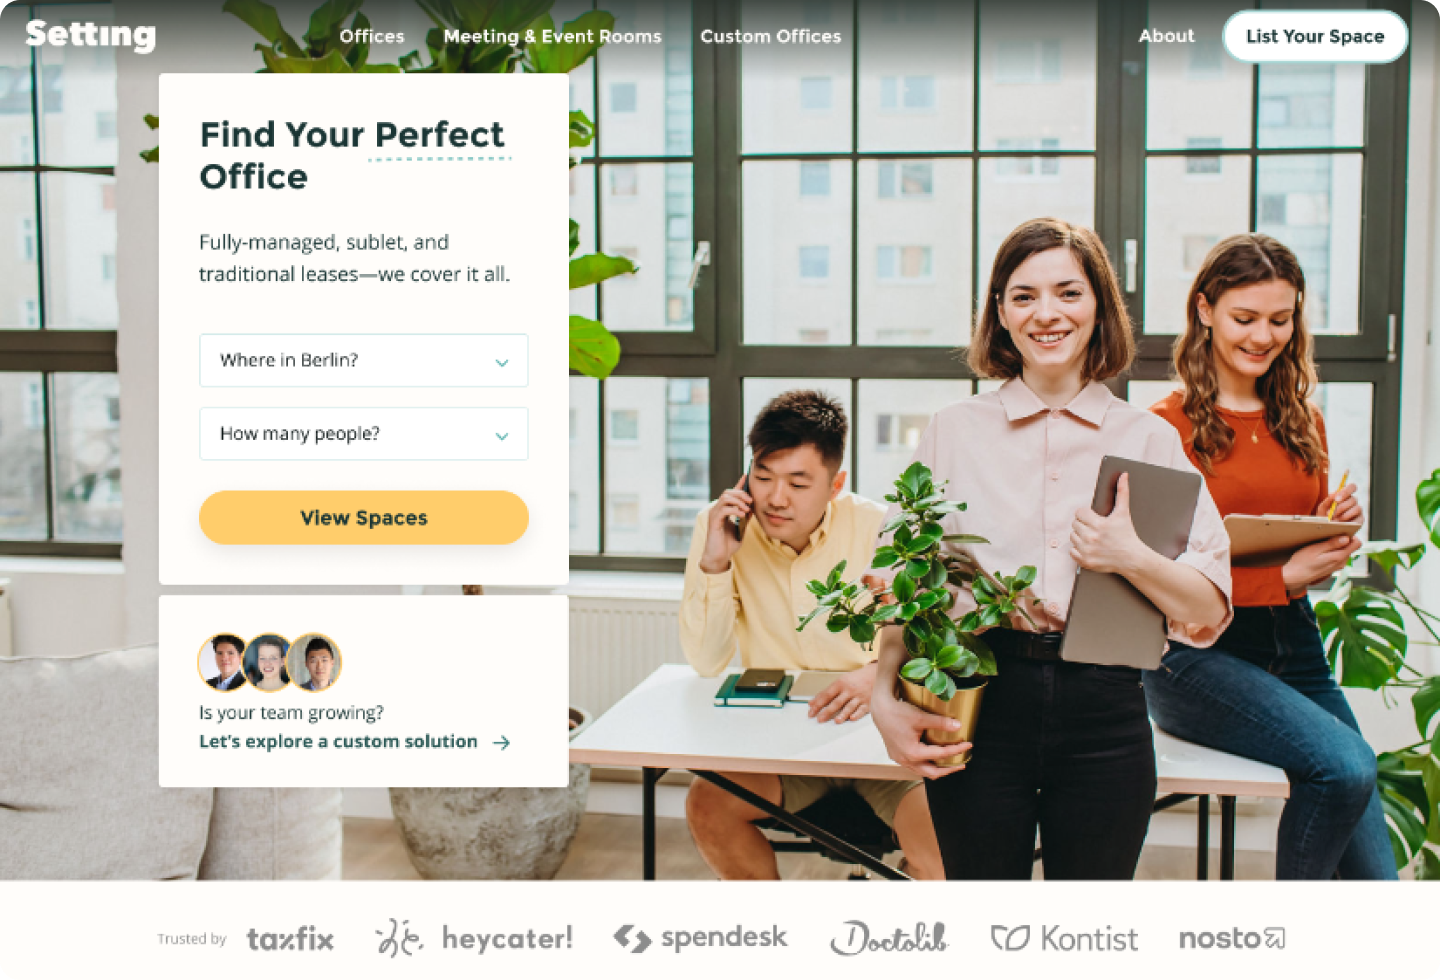 Setting
Offices
Meeting & Event Rooms
Custom Offices
About
List Your Space
Find Your Perfect
Office
Fully-managed, sublet, and
traditional leases—we cover it all.
Where in Berlin?
How many people?
View Spaces
Is your team growing?
Let's explore a custom solution
Trusted by
taxfix
heycater!
spendesk
Doctolib
Kontist
nosto